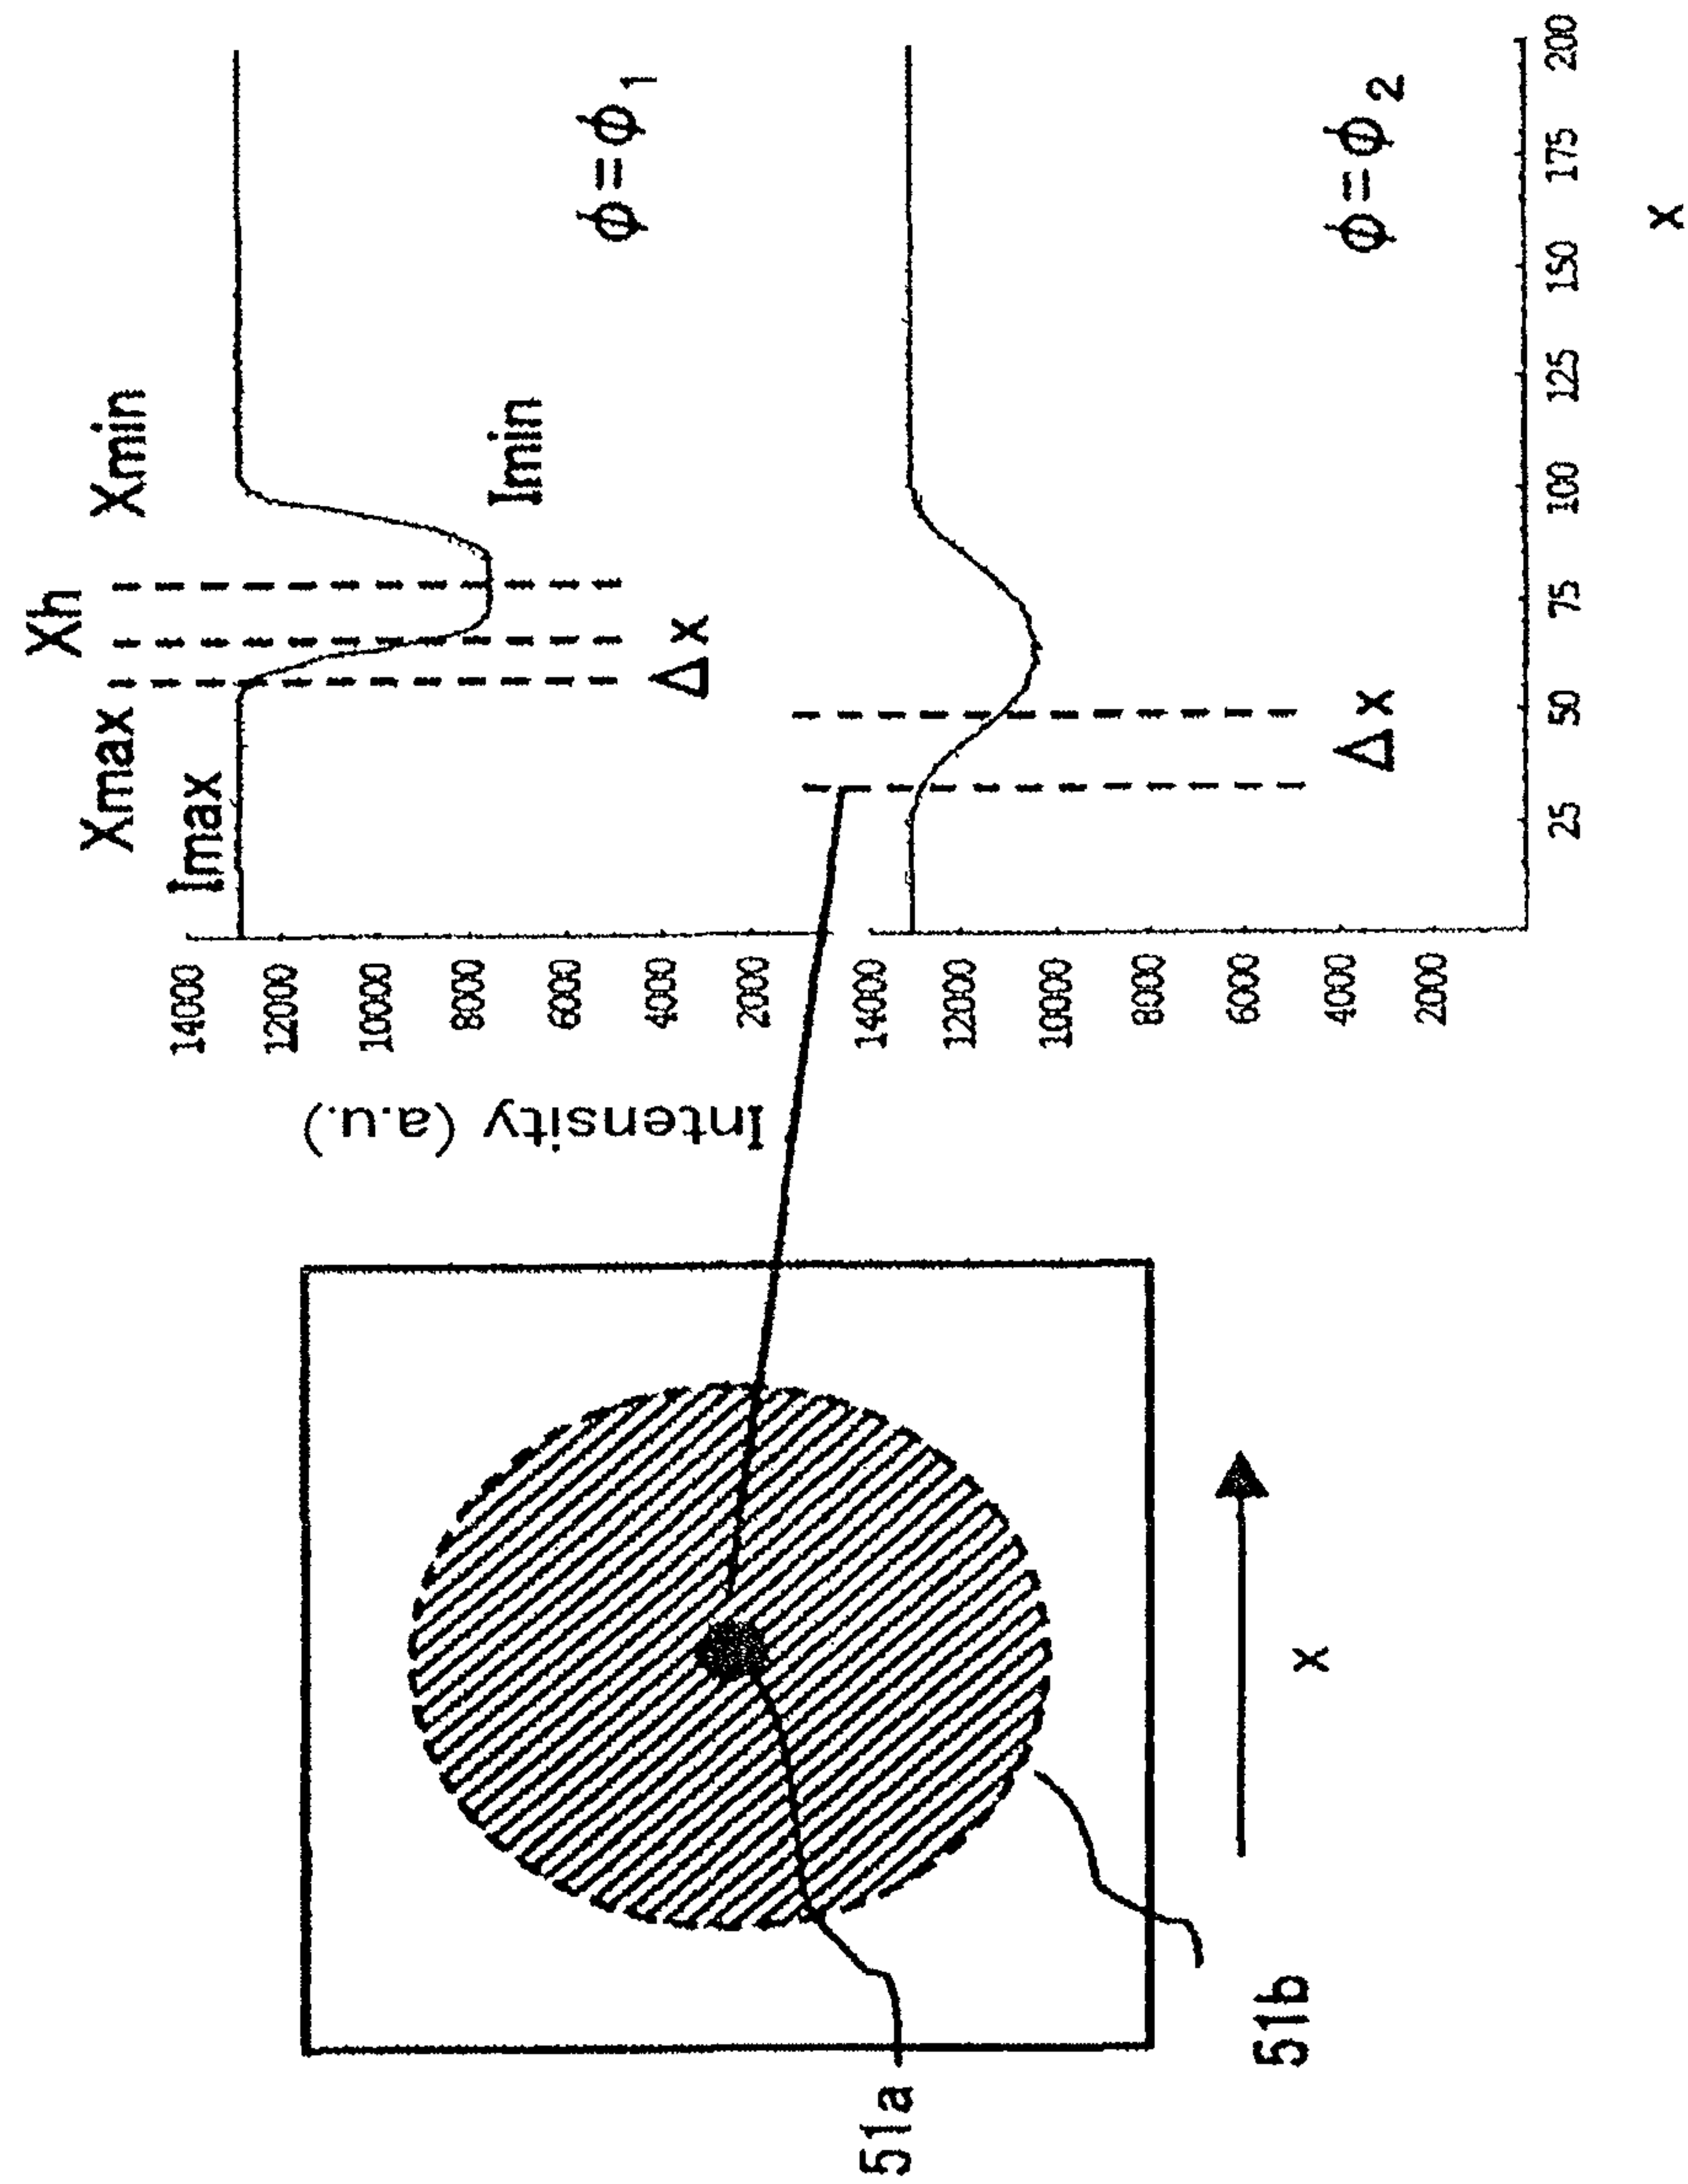 51a
51b
x
Intensity (a.u.)
Xmax
Xh
Xmin
Imax
Imin
Δx
ϕ=ϕ1
14000
12000
10000
8000
6000
4000
2000
Δx
ϕ=ϕ2
14000
12000
10000
8000
6000
4000
2000
25 50 75 100 125 150 175 200
x